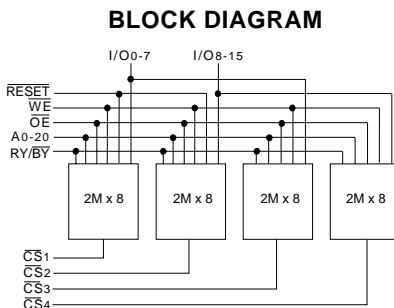 BLOCK DIAGRAM
I/O0-7 I/O8-15
RESET
WE
OE
A0-20
RY/BY
2M x 8 2M x 8 2M x 8 2M x 8
CS1
CS2
CS3
CS4